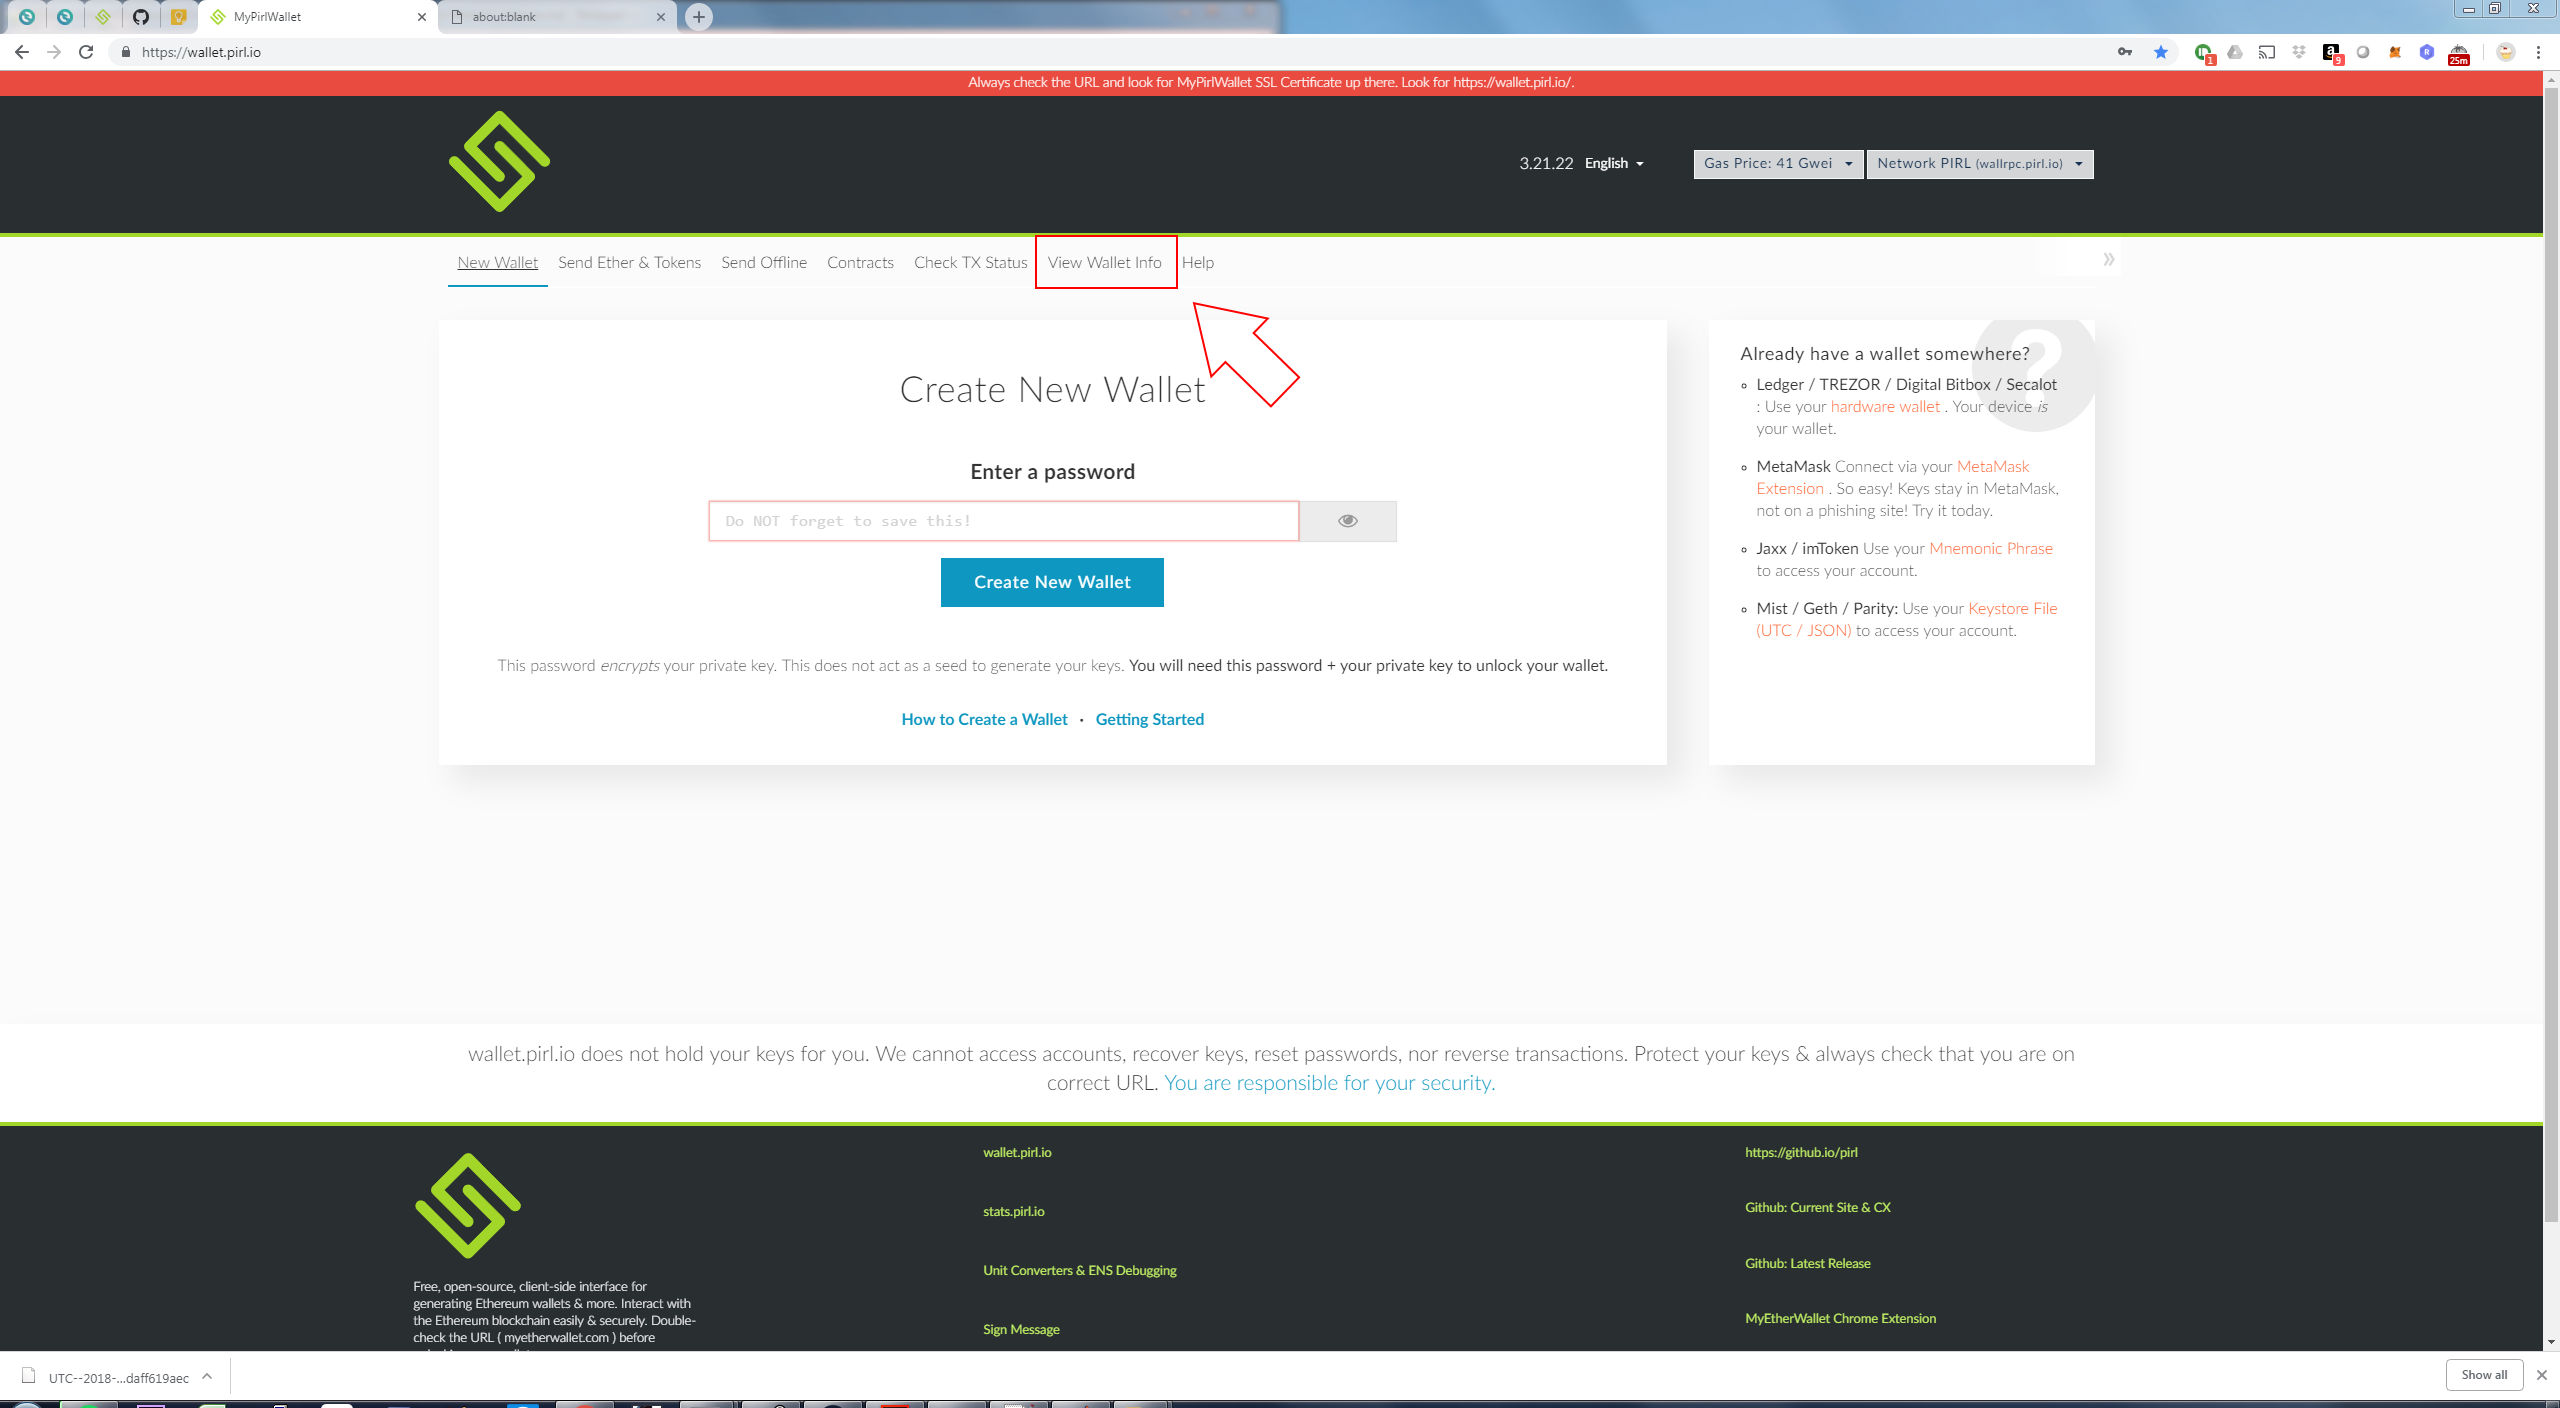 MyPirlWallet
about:blank
https://wallet.pirl.io
1
9
25m
Always check the URL and look for MyPirlWallet SSL Certificate up there. Look for https://wallet.pirl.io/.
3.21.22 English
Gas Price: 41 Gwei
Network PIRL (wallrpc.pirl.io)
New Wallet
Send Ether & Tokens
Send Offline
Contracts
Check TX Status
View Wallet Info
Help
»
Create New Wallet
Enter a password
Do NOT forget to save this!
Create New Wallet
This password encrypts your private key. This does not act as a seed to generate your keys. You will need this password + your private key to unlock your wallet.
How to Create a Wallet · Getting Started
Already have a wallet somewhere?
Ledger / TREZOR / Digital Bitbox / Secalot
: Use your hardware wallet . Your device is
your wallet.
MetaMask Connect via your MetaMask
Extension . So easy! Keys stay in MetaMask,
not on a phishing site! Try it today.
Jaxx / imToken Use your Mnemonic Phrase
to access your account.
Mist / Geth / Parity: Use your Keystore File
(UTC / JSON) to access your account.
wallet.pirl.io does not hold your keys for you. We cannot access accounts, recover keys, reset passwords, nor reverse transactions. Protect your keys & always check that you are on
correct URL. You are responsible for your security.
Free, open-source, client-side interface for
generating Ethereum wallets & more. Interact with
the Ethereum blockchain easily & securely. Double-
check the URL ( myetherwallet.com ) before
wallet.pirl.io
stats.pirl.io
Unit Converters & ENS Debugging
Sign Message
https://github.io/pirl
Github: Current Site & CX
Github: Latest Release
MyEtherWallet Chrome Extension
UTC--2018-...daff619aec
Show all